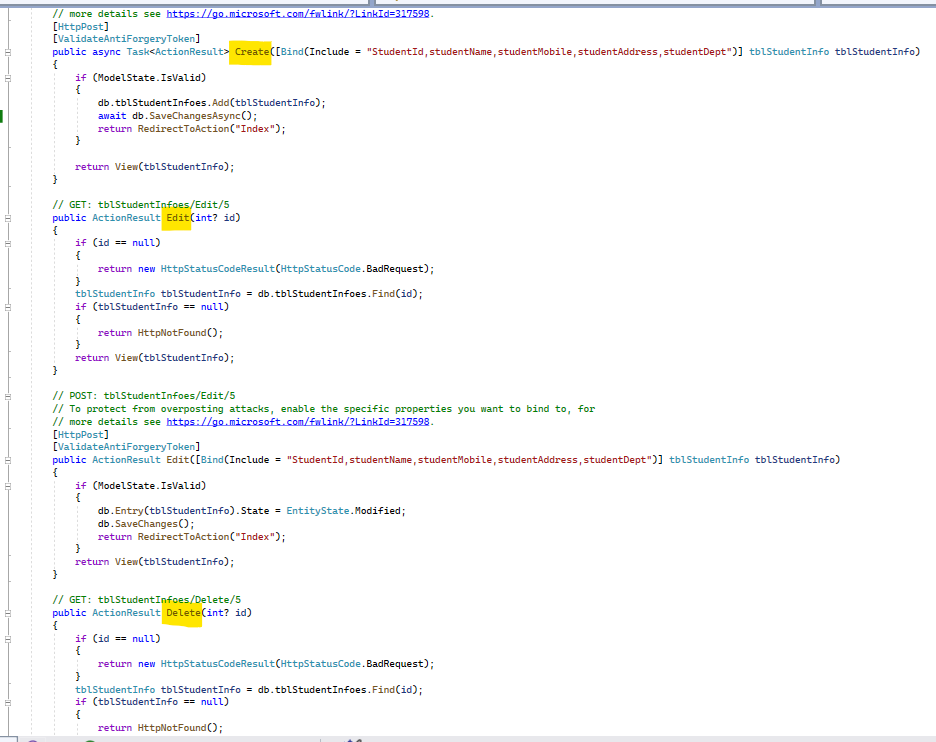 // more details see https://go.microsoft.com/fwlink/?LinkId=317598.
[HttpPost]
[ValidateAntiForgeryToken]
public async Task<ActionResult> Create([Bind(Include = "StudentId,studentName,studentMobile,studentAddress,studentDept")] tblStudentInfo tblStudentInfo)
{
if (ModelState.IsValid)
{
db.tblStudentInfoes.Add(tblStudentInfo);
await db.SaveChangesAsync();
return RedirectToAction("Index");
}
return View(tblStudentInfo);
}
// GET: tblStudentInfoes/Edit/5
public ActionResult Edit(int? id)
{
if (id == null)
{
return new HttpStatusCodeResult(HttpStatusCode.BadRequest);
}
tblStudentInfo tblStudentInfo = db.tblStudentInfoes.Find(id);
if (tblStudentInfo == null)
{
return HttpNotFound();
}
return View(tblStudentInfo);
}
// POST: tblStudentInfoes/Edit/5
// To protect from overposting attacks, enable the specific properties you want to bind to, for
// more details see https://go.microsoft.com/fwlink/?LinkId=317598.
[HttpPost]
[ValidateAntiForgeryToken]
public ActionResult Edit([Bind(Include = "StudentId,studentName,studentMobile,studentAddress,studentDept")] tblStudentInfo tblStudentInfo)
{
if (ModelState.IsValid)
{
db.Entry(tblStudentInfo).State = EntityState.Modified;
db.SaveChanges();
return RedirectToAction("Index");
}
return View(tblStudentInfo);
}
// GET: tblStudentInfoes/Delete/5
public ActionResult Delete(int? id)
{
if (id == null)
{
return new HttpStatusCodeResult(HttpStatusCode.BadRequest);
}
tblStudentInfo tblStudentInfo = db.tblStudentInfoes.Find(id);
if (tblStudentInfo == null)
{
return HttpNotFound();